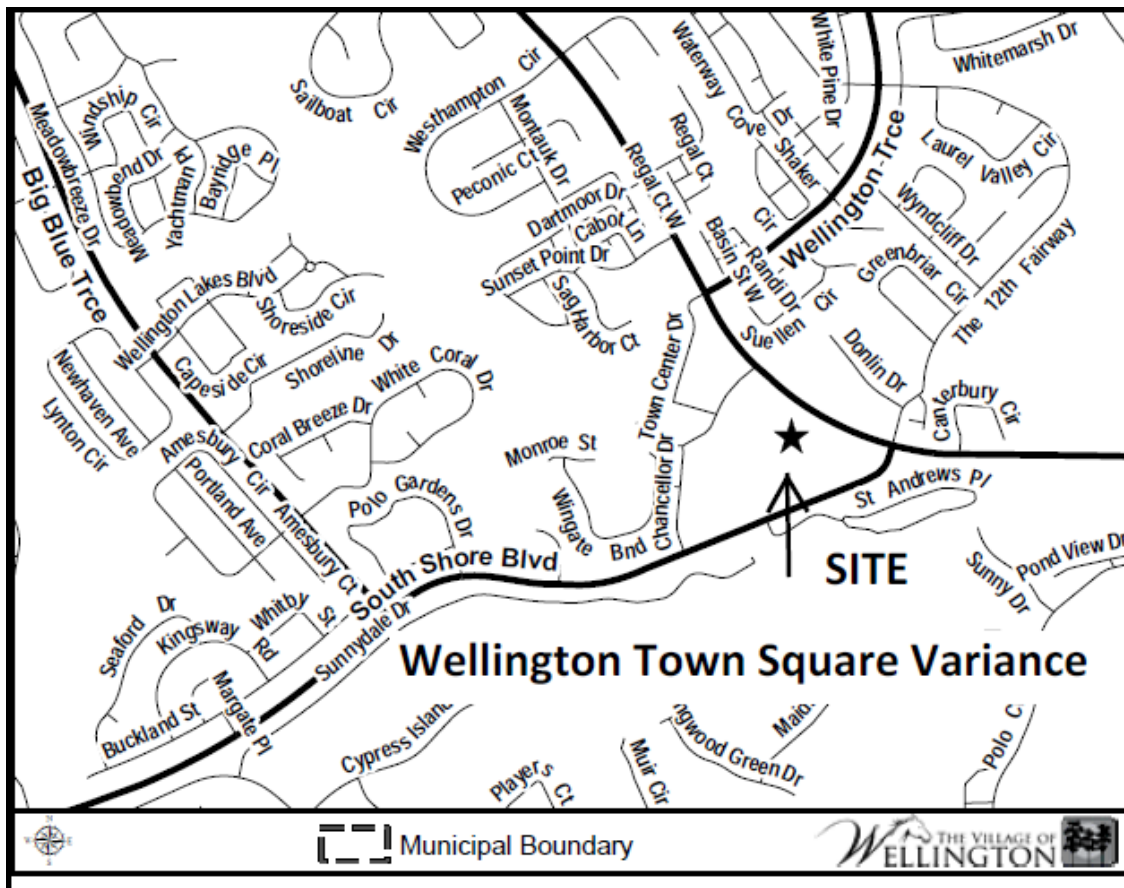 Whitemarsh Dr
White Pine Dr
Waterway Cove Dr
Sailboat Cir
Westhampton Cir
Windship Cir
Meadowbreeze Dr
Meadowbend Dr
Yachtman Pl
Bayridge Pl
Big Blue Trce
Montauk Dr
Peconic Ct
Regal Ct
Regal Ct W
Shaker Cir
Wellington-Trce
Laurel Valley Cir
Wyndcliff Dr
The 12th Fairway
Dartmoor Dr
Cabot Ln
Sunset Point Dr
Sag Harbor Ct
Basin St W
Randi Dr
Suellen Cir
Greenbriar Cir
Donlin Dr
Canterbury Cir
Wellington Lakes Blvd
Shoreside Cir
Capeside Cir
Shoreline Dr
White Coral Dr
Coral Breeze Dr
Newhaven Ave
Lynton Cir
Amesbury Cir
Portland Ave
Amesbury Ct
Polo Gardens Dr
Monroe St
Wingate Bnd
Town Center Dr
Chancellor Dr
St Andrews Pl
South Shore Blvd
SITE
Pond View Dr
Sunny Dr
Sunnydale Dr
Seaford Dr
Kingsway Rd
Whitby St
Wellington Town Square Variance
Buckland St
Margate Pl
Cypress Island
Players Ct
Muir Cir
ngwood Green Dr
Maid
Polo C
N
W E
S
Municipal Boundary
THE VILLAGE OF
WELLINGTON